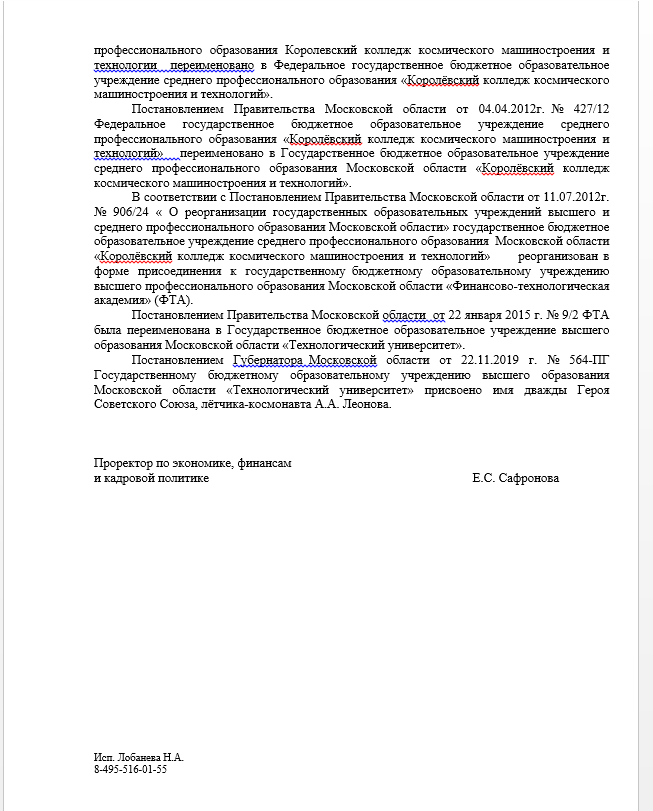 профессионального образования Королевский колледж космического машиностроения и
технологии переименовано в Федеральное государственное бюджетное образовательное
учреждение среднего профессионального образования «Королёвский колледж космического
машиностроения и технологий».
Постановлением Правительства Московской области от 04.04.2012г. № 427/12
Федеральное государственное бюджетное образовательное учреждение среднего
профессионального образования «Королёвский колледж космического машиностроения и
технологий» переименовано в Государственное бюджетное образовательное учреждение
среднего профессионального образования Московской области «Королёвский колледж
космического машиностроения и технологий».
В соответствии с Постановлением Правительства Московской области от 11.07.2012г.
№ 906/24 « О реорганизации государственных образовательных учреждений высшего и
среднего профессионального образования Московской области» государственное бюджетное
образовательное учреждение среднего профессионального образования Московской области
«Королёвский колледж космического машиностроения и технологий» реорганизован в
форме присоединения к государственному бюджетному образовательному учреждению
высшего профессионального образования Московской области «Финансово-технологическая
академия» (ФТА).
Постановлением Правительства Московской области от 22 января 2015 г. № 9/2 ФТА
была переименована в Государственное бюджетное образовательное учреждение высшего
образования Московской области «Технологический университет».
Постановлением Губернатора Московской области от 22.11.2019 г. № 564-ПГ
Государственному бюджетному образовательному учреждению высшего образования
Московской области «Технологический университет» присвоено имя дважды Героя
Советского Союза, лётчика-космонавта А.А. Леонова.
Проректор по экономике, финансам
и кадровой политике Е.С. Сафронова
Исп. Лобанева Н.А.
8-495-516-01-55